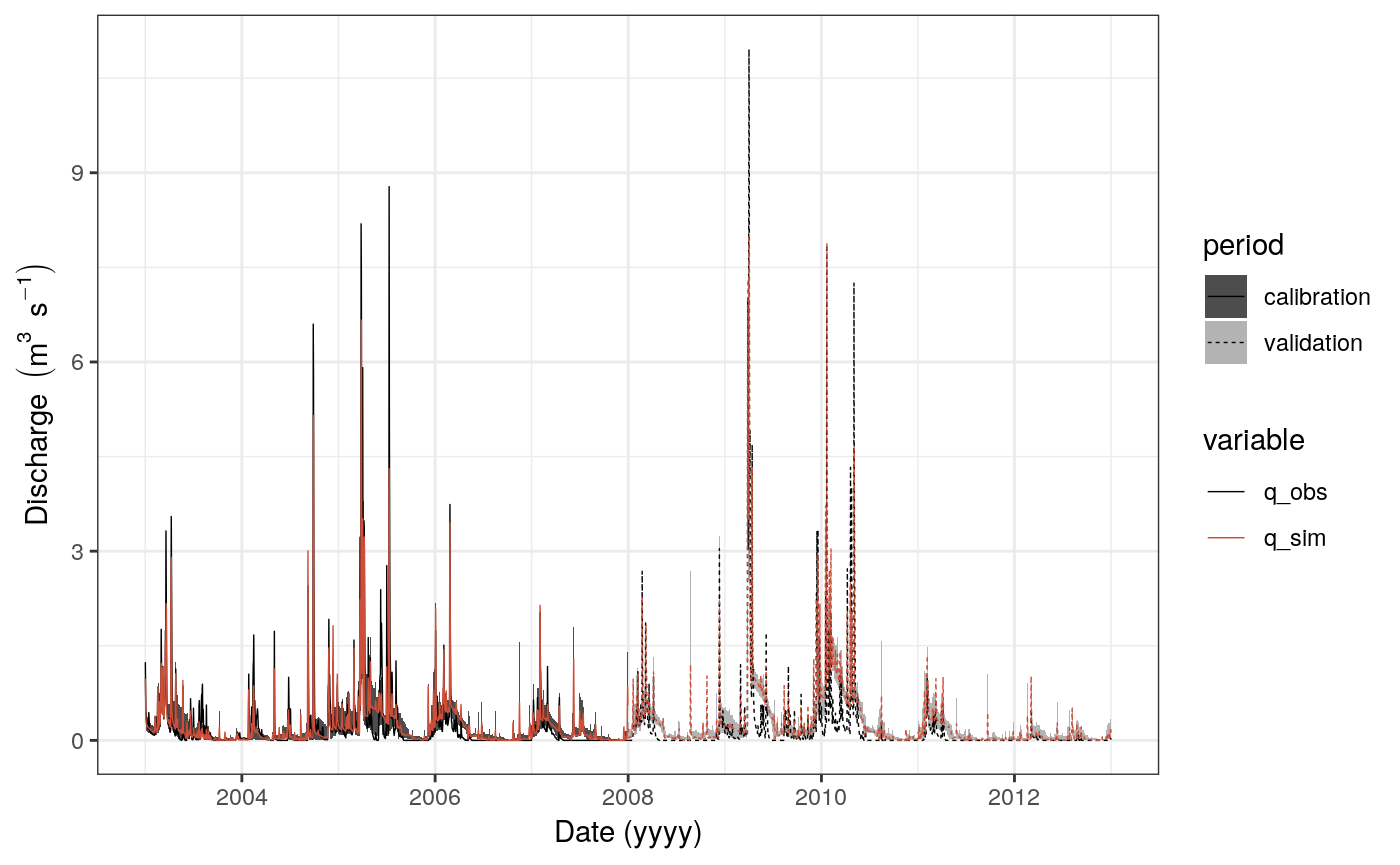 9
6
3
0
Discharge (m³ s⁻¹)
2004 2006 2008 2010 2012
Date (yyyy)
period
calibration
validation
variable
q_obs
q_sim